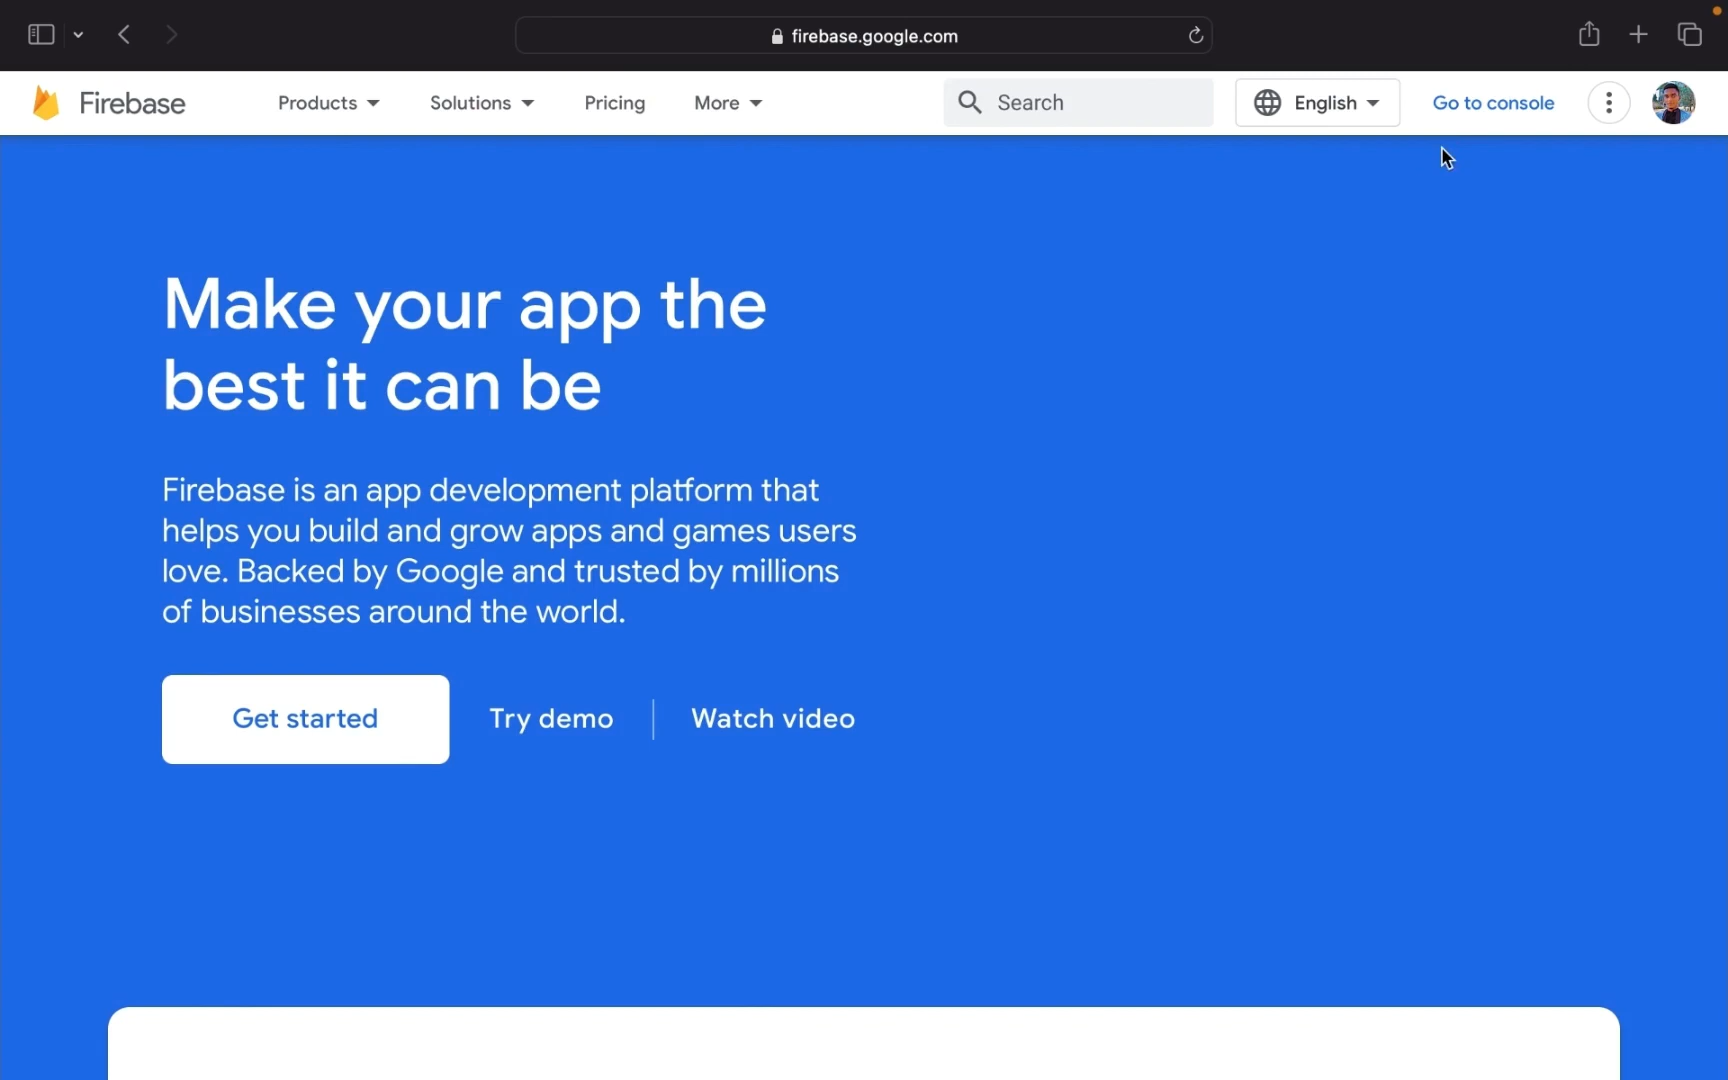 firebase.google.com
Firebase Products Solutions Pricing More Search English Go to console
Make your app the
best it can be
Firebase is an app development platform that
helps you build and grow apps and games users
love. Backed by Google and trusted by millions
of businesses around the world.
Get started Try demo Watch video